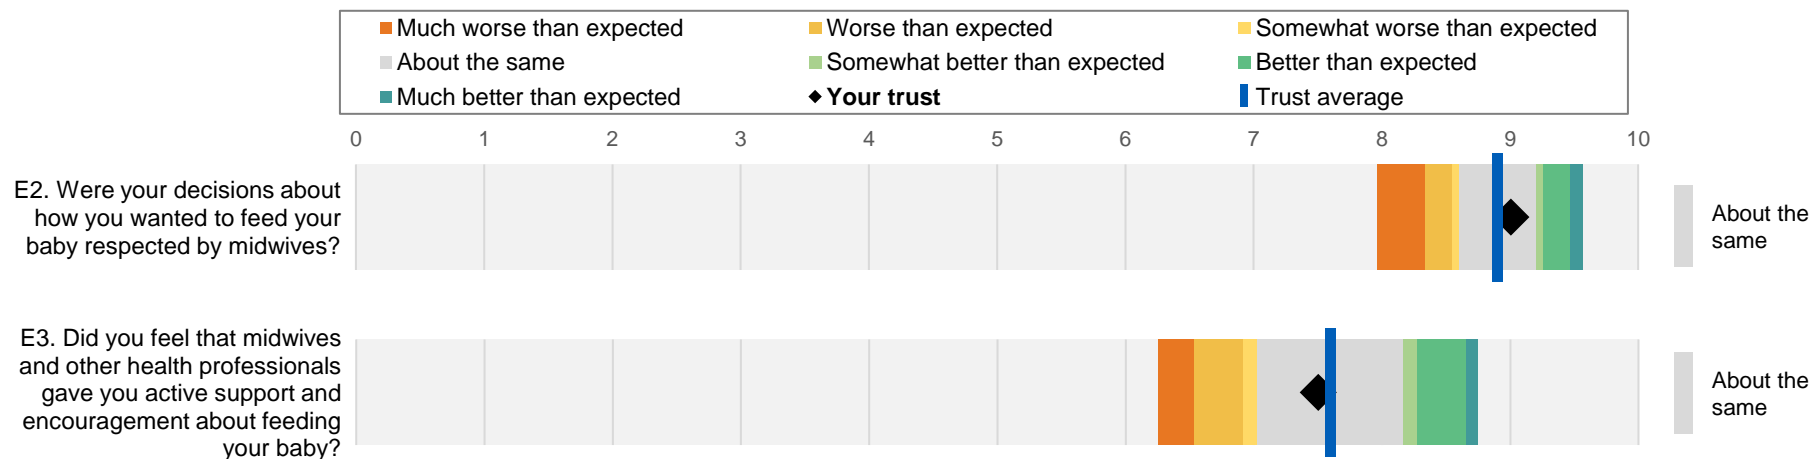 Much worse than expected
Worse than expected
Somewhat worse than expected
About the same
Somewhat better than expected
Better than expected
Much better than expected
Your trust
Trust average
0 1 2 3 4 5 6 7 8 9 10
E2. Were your decisions about
how you wanted to feed your
baby respected by midwives?
About the
same
E3. Did you feel that midwives
and other health professionals
gave you active support and
encouragement about feeding
your baby?
About the
same